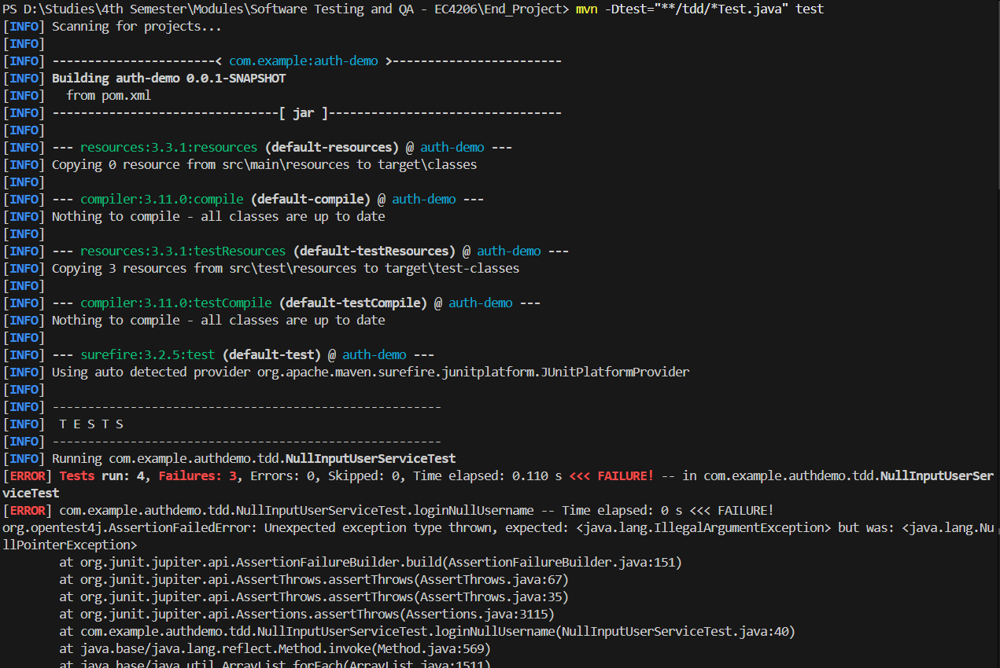 PS D:\Studies\4th Semester\Modules\Software Testing and QA - EC4206\End_Project> mvn -Dtest="**/tdd/*Test.java" test
[INFO] Scanning for projects...
[INFO]
[INFO] -----------------------< com.example:auth-demo >------------------------
[INFO] Building auth-demo 0.0.1-SNAPSHOT
[INFO]   from pom.xml
[INFO] --------------------------------[ jar ]---------------------------------
[INFO]
[INFO] --- resources:3.3.1:resources (default-resources) @ auth-demo ---
[INFO] Copying 0 resource from src\main\resources to target\classes
[INFO]
[INFO] --- compiler:3.11.0:compile (default-compile) @ auth-demo ---
[INFO] Nothing to compile - all classes are up to date
[INFO]
[INFO] --- resources:3.3.1:testResources (default-testResources) @ auth-demo ---
[INFO] Copying 3 resources from src\test\resources to target\test-classes
[INFO]
[INFO] --- compiler:3.11.0:testCompile (default-testCompile) @ auth-demo ---
[INFO] Nothing to compile - all classes are up to date
[INFO]
[INFO] --- surefire:3.2.5:test (default-test) @ auth-demo ---
[INFO] Using auto detected provider org.apache.maven.surefire.junitplatform.JUnitPlatformProvider
[INFO]
[INFO] -------------------------------------------------------
[INFO]  T E S T S
[INFO] -------------------------------------------------------
[INFO] Running com.example.authdemo.tdd.NullInputUserServiceTest
[ERROR] Tests run: 4, Failures: 3, Errors: 0, Skipped: 0, Time elapsed: 0.110 s <<< FAILURE! -- in com.example.authdemo.tdd.NullInputUserSer
viceTest
[ERROR] com.example.authdemo.tdd.NullInputUserServiceTest.loginNullUsername -- Time elapsed: 0 s <<< FAILURE!
org.opentest4j.AssertionFailedError: Unexpected exception type thrown, expected: <java.lang.IllegalArgumentException> but was: <java.lang.Nu
llPointerException>
        at org.junit.jupiter.api.AssertionFailureBuilder.build(AssertionFailureBuilder.java:151)
        at org.junit.jupiter.api.AssertThrows.assertThrows(AssertThrows.java:67)
        at org.junit.jupiter.api.AssertThrows.assertThrows(AssertThrows.java:35)
        at org.junit.jupiter.api.Assertions.assertThrows(Assertions.java:3115)
        at com.example.authdemo.tdd.NullInputUserServiceTest.loginNullUsername(NullInputUserServiceTest.java:40)
        at java.base/java.lang.reflect.Method.invoke(Method.java:569)
        at java.base/java.util.ArrayList.forEach(ArrayList.java:1511)